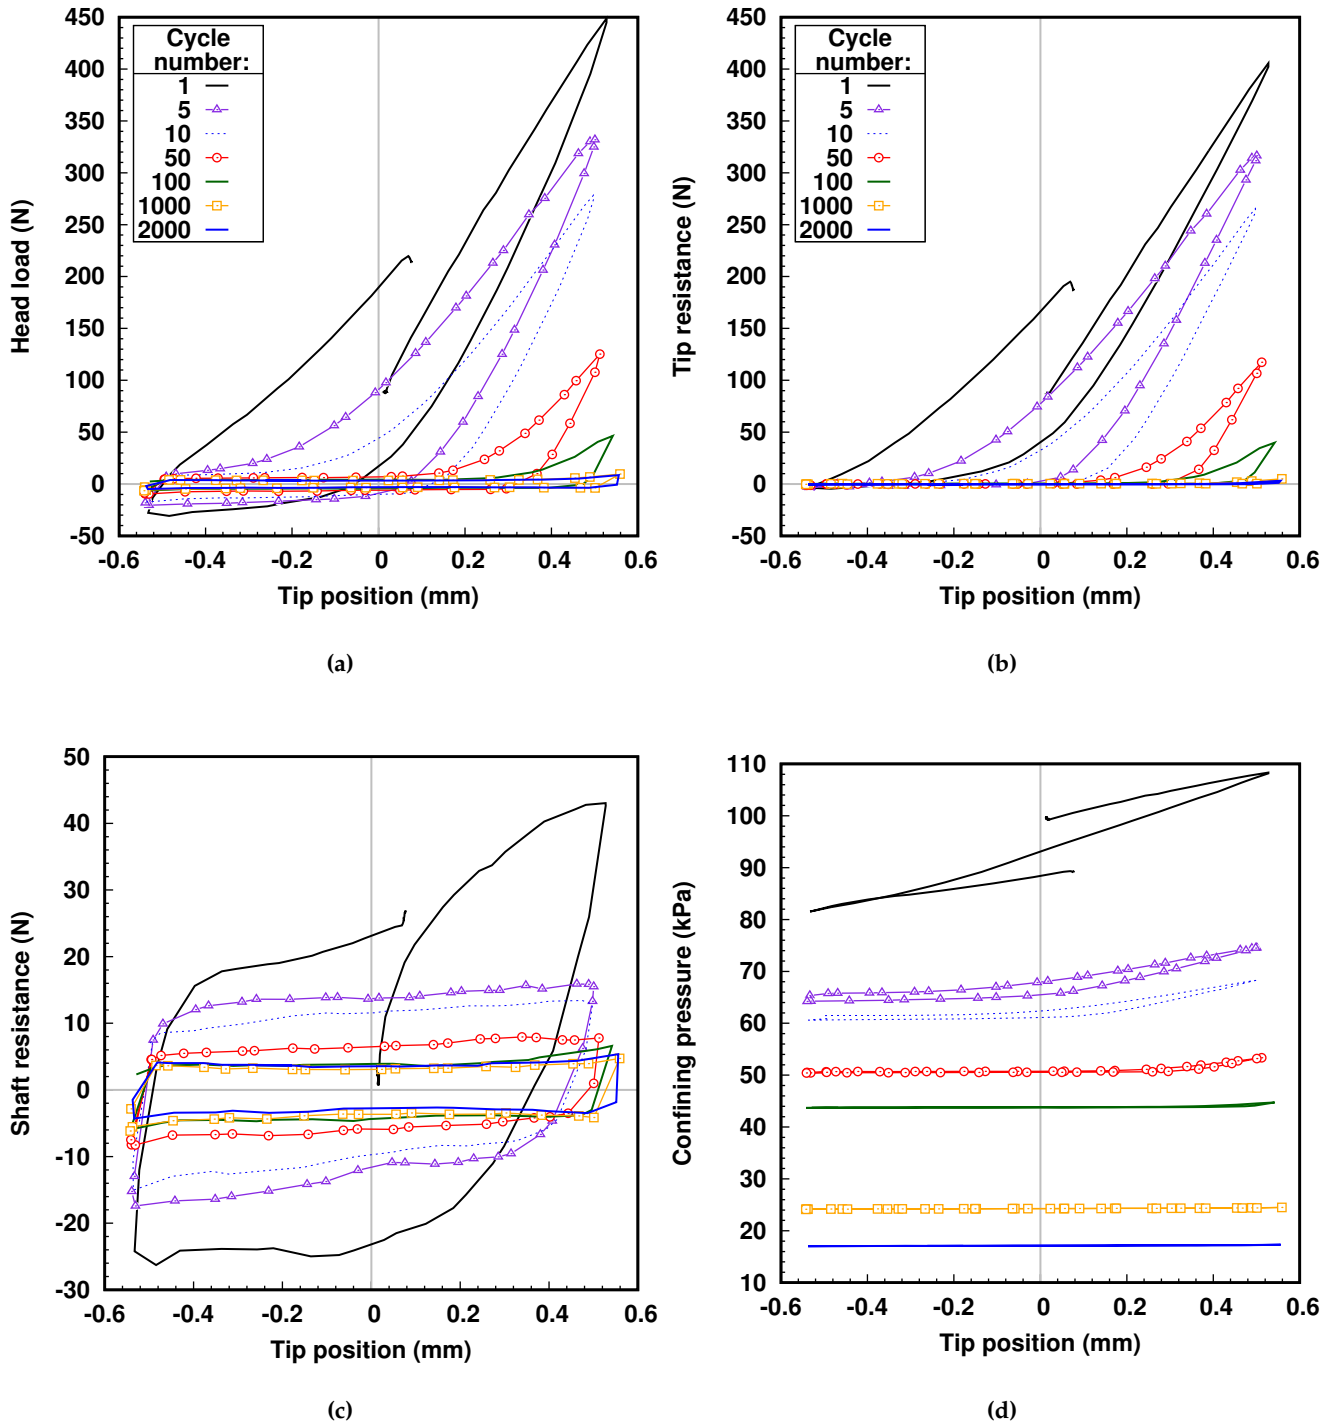 450
400
350
300
250
200
150
100
50
0
-50
Head load (N)
Cycle
number:
1
5
10
50
100
1000
2000
-0.6 -0.4 -0.2 0 0.2 0.4 0.6
Tip position (mm)
(a)
450
400
350
300
250
200
150
100
50
0
-50
Tip resistance (N)
Cycle
number:
1
5
10
50
100
1000
2000
-0.6 -0.4 -0.2 0 0.2 0.4 0.6
Tip position (mm)
(b)
50
40
30
20
10
0
-10
-20
-30
Shaft resistance (N)
-0.6 -0.4 -0.2 0 0.2 0.4 0.6
Tip position (mm)
(c)
110
100
90
80
70
60
50
40
30
20
10
Confining pressure (kPa)
-0.6 -0.4 -0.2 0 0.2 0.4 0.6
Tip position (mm)
(d)